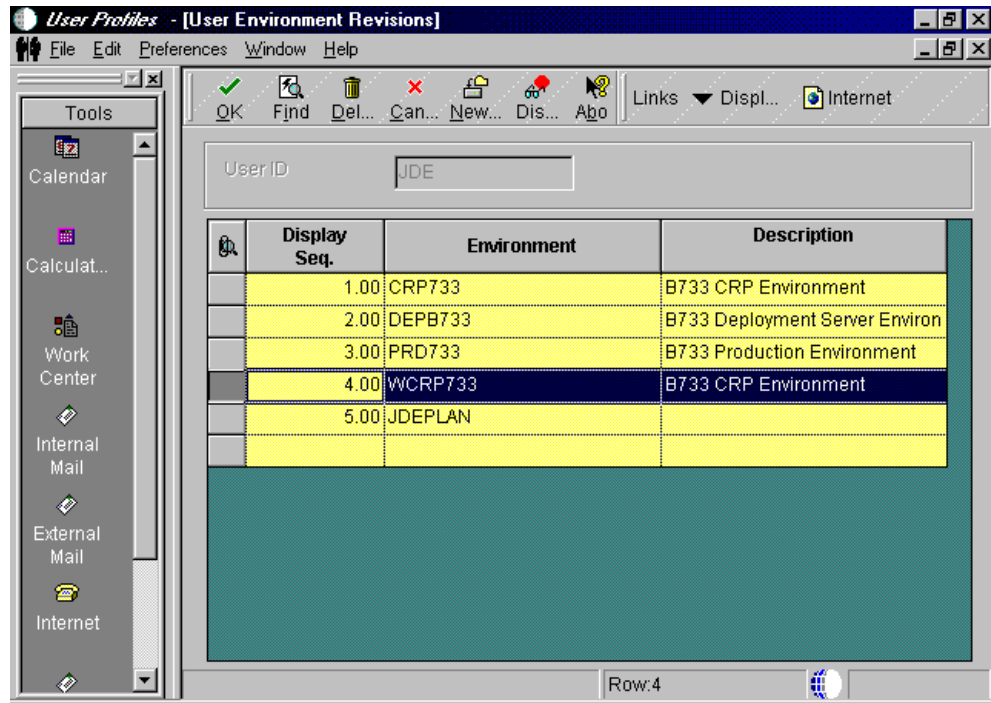 User Profiles - [User Environment Revisions]
File Edit Preferences Window Help
Tools
Calendar
Calculat...
Work
Center
Internal
Mail
External
Mail
Internet
OK Find Del... Can... New... Dis... Abo
Links Displ... Internet
User ID JDE
Display
Seq. Environment Description
1.00 CRP733 B733 CRP Environment
2.00 DEPB733 B733 Deployment Server Environ
3.00 PRD733 B733 Production Environment
4.00 WCRP733 B733 CRP Environment
5.00 JDEPLAN
Row:4